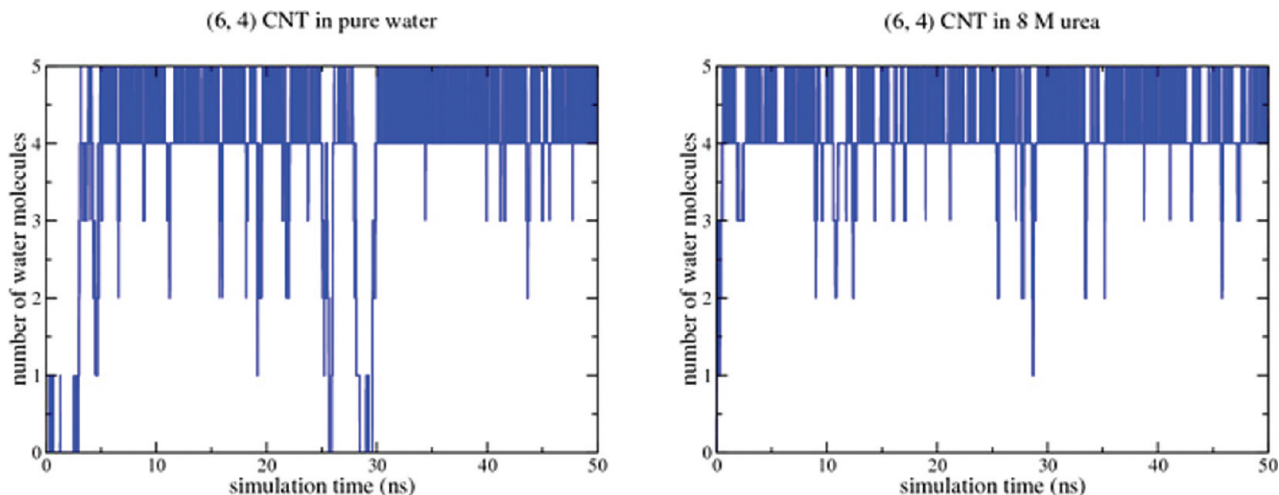 (6, 4) CNT in pure water
number of water molecules
5
4
3
2
1
0
0 10 20 30 40 50
simulation time (ns)
(6, 4) CNT in 8 M urea
number of water molecules
5
4
3
2
1
0
0 10 20 30 40 50
simulation time (ns)